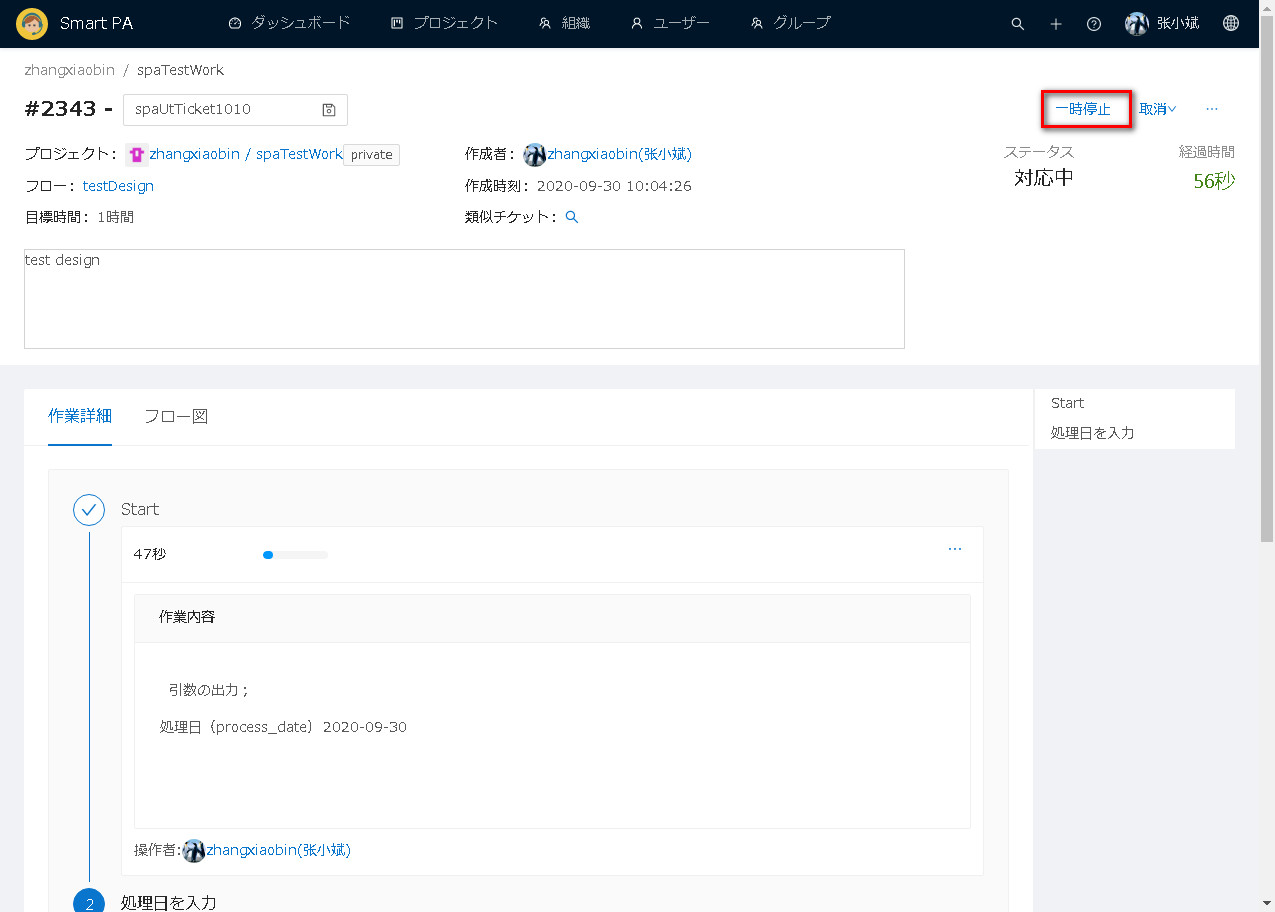 Smart PA ダッシュボード プロジェクト 組織 ユーザー グループ 张小斌
zhangxiaobin / spaTestWork
#2343 - spaUtTicket1010 一時停止 取消
プロジェクト： zhangxiaobin / spaTestWork private 作成者： zhangxiaobin(张小斌) ステータス 経過時間
対応中 56秒
フロー： testDesign 作成時刻： 2020-09-30 10:04:26
目標時間： 1時間 類似チケット：
test design
作業詳細 フロー図
Start
処理日を入力
Start
47秒
作業内容
引数の出力；
処理日（process_date）2020-09-30
操作者:zhangxiaobin(张小斌)
2 処理日を入力